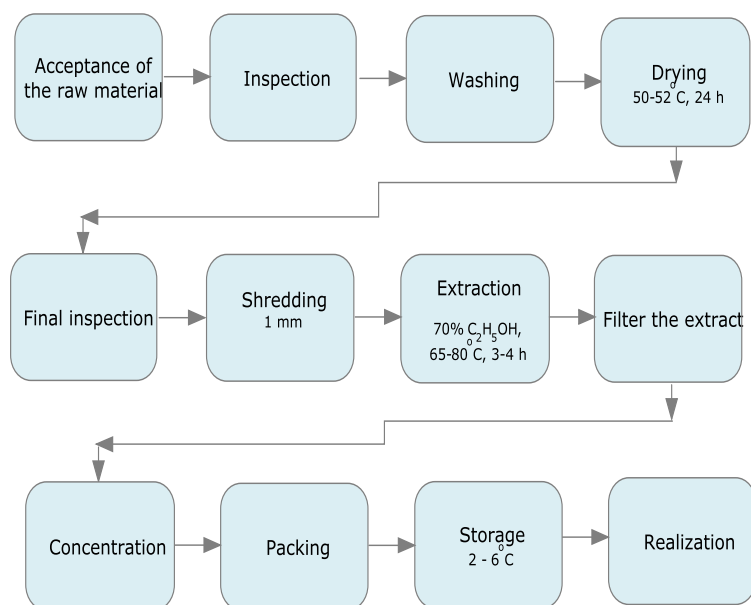 Acceptance of
the raw material
Inspection
Washing
Drying
50-52°C, 24 h
Final inspection
Shredding
1 mm
Extraction
70% C₂H₅OH,
65-80°C, 3-4 h
Filter the extract
Concentration
Packing
Storage
2 - 6°C
Realization